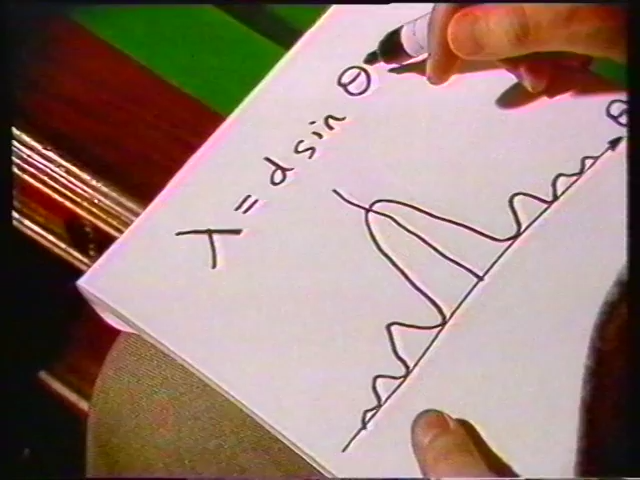 λ = d sin θ
θ